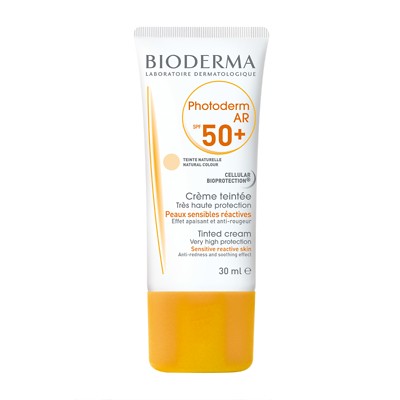 BIODERMA
LABORATOIRE DERMATOLOGIQUE
Photoderm
AR
SPF 50+
TEINTE NATURELLE
NATURAL COLOUR
CELLULAR
BIOPROTECTION®
Crème teintée
Très haute protection
Peaux sensibles réactives
Effet apaisant et anti-rougeur
Tinted cream
Very high protection
Sensitive reactive skin
Anti-redness and soothing effect
30 ml ℮